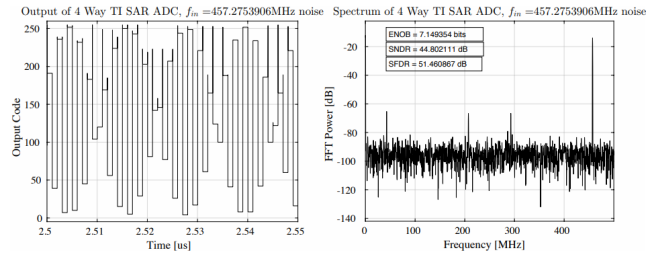 Output of 4 Way TI SAR ADC, f_in =457.2753906MHz noise
250
200
150
100
50
0
Output Code
2.5 2.51 2.52 2.53 2.54 2.55
Time [us]
Spectrum of 4 Way TI SAR ADC, f_in =457.2753906MHz noise
ENOB = 7.149354 bits
SNDR = 44.802111 dB
SFDR = 51.460867 dB
-20
-40
-60
-80
-100
-120
-140
FFT Power [dB]
0 100 200 300 400
Frequency [MHz]